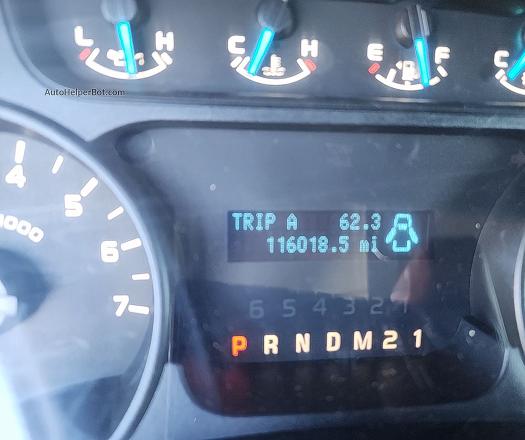 L H C H E F C
AutoHelperBot.com
4
5
6
7
1000
TRIP A 62.3
116018.5 mi
6 5 4 3 2 1
P R N D M 2 1